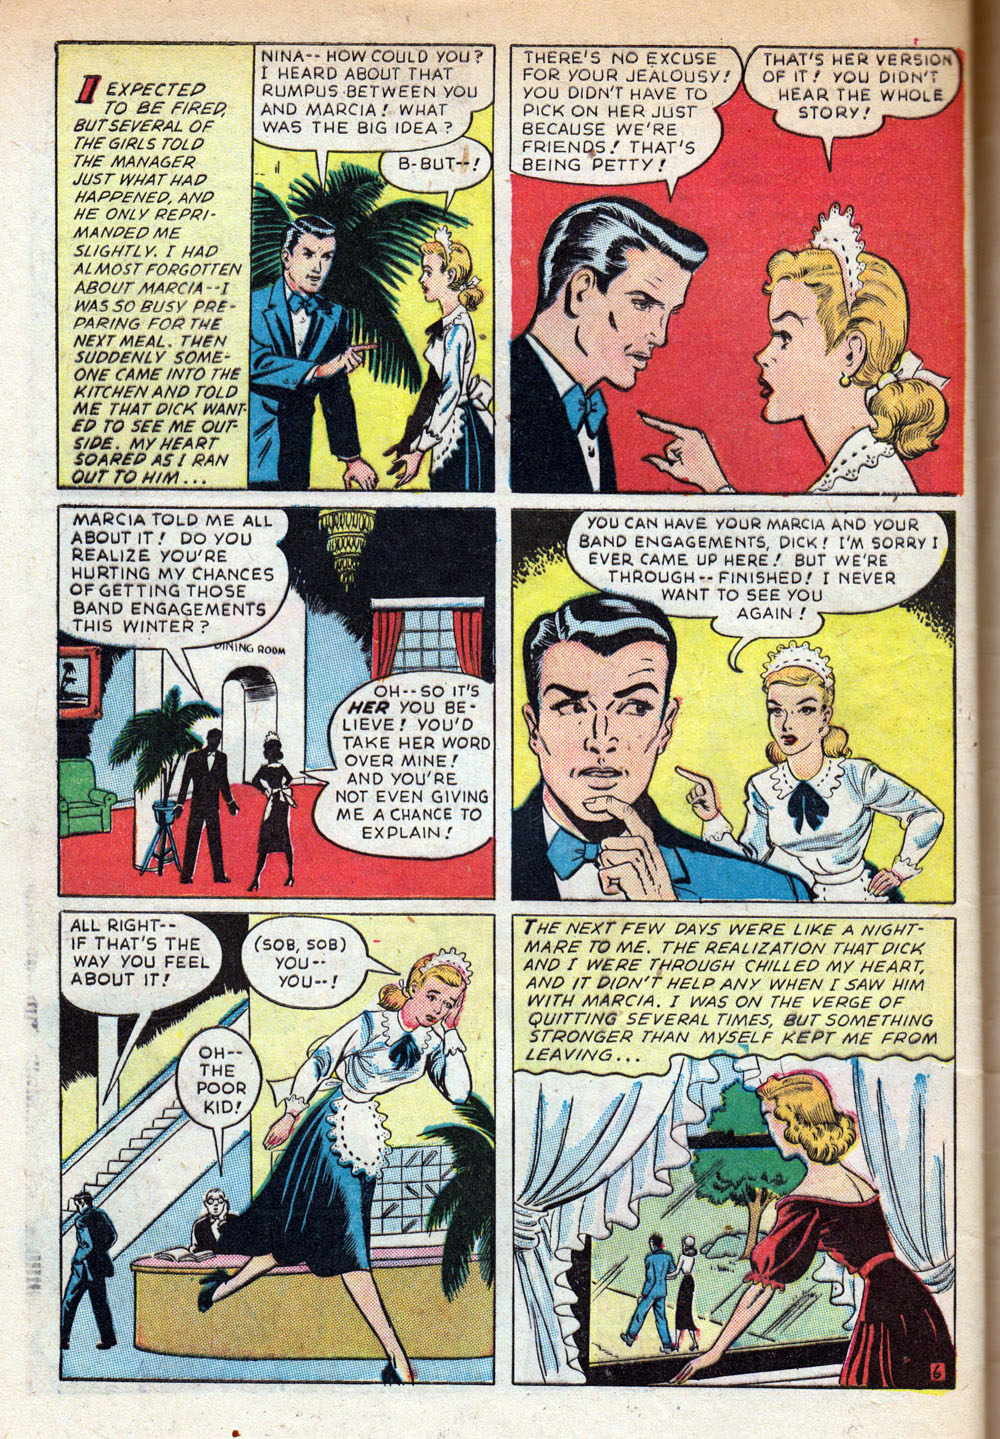 I EXPECTED
TO BE FIRED,
BUT SEVERAL OF
THE GIRLS TOLD
THE MANAGER
JUST WHAT HAD
HAPPENED, AND
HE ONLY REPRI-
MANDED ME
SLIGHTLY. I HAD
ALMOST FORGOTTEN
ABOUT MARCIA--I
WAS SO BUSY PRE-
PARING FOR THE
NEXT MEAL. THEN
SUDDENLY SOME-
ONE CAME INTO THE
KITCHEN AND TOLD
ME THAT DICK WANT-
ED TO SEE ME OUT-
SIDE. MY HEART
SOARED AS I RAN
OUT TO HIM...
NINA-- HOW COULD YOU?
I HEARD ABOUT THAT
RUMPUS BETWEEN YOU
AND MARCIA! WHAT
WAS THE BIG IDEA?
B-BUT--!
THERE'S NO EXCUSE
FOR YOUR JEALOUSY!
YOU DIDN'T HAVE TO
PICK ON HER JUST
BECAUSE WE'RE
FRIENDS! THAT'S
BEING PETTY!
THAT'S HER VERSION
OF IT! YOU DIDN'T
HEAR THE WHOLE
STORY!
MARCIA TOLD ME ALL
ABOUT IT! DO YOU
REALIZE YOU'RE
HURTING MY CHANCES
OF GETTING THOSE
BAND ENGAGEMENTS
THIS WINTER?
DINING ROOM
OH--SO IT'S
HER YOU BE-
LIEVE! YOU'D
TAKE HER WORD
OVER MINE!
AND YOU'RE
NOT EVEN GIVING
ME A CHANCE TO
EXPLAIN!
YOU CAN HAVE YOUR MARCIA AND YOUR
BAND ENGAGEMENTS, DICK! I'M SORRY I
EVER CAME UP HERE! BUT WE'RE
THROUGH-- FINISHED! I NEVER
WANT TO SEE YOU
AGAIN!
ALL RIGHT--
IF THAT'S THE
WAY YOU FEEL
ABOUT IT!
(SOB, SOB)
YOU--
YOU--!
OH--
THE
POOR
KID!
THE NEXT FEW DAYS WERE LIKE A NIGHT-
MARE TO ME. THE REALIZATION THAT DICK
AND I WERE THROUGH CHILLED MY HEART,
AND IT DIDN'T HELP ANY WHEN I SAW HIM
WITH MARCIA. I WAS ON THE VERGE OF
QUITTING SEVERAL TIMES, BUT SOMETHING
STRONGER THAN MYSELF KEPT ME FROM
LEAVING...
6